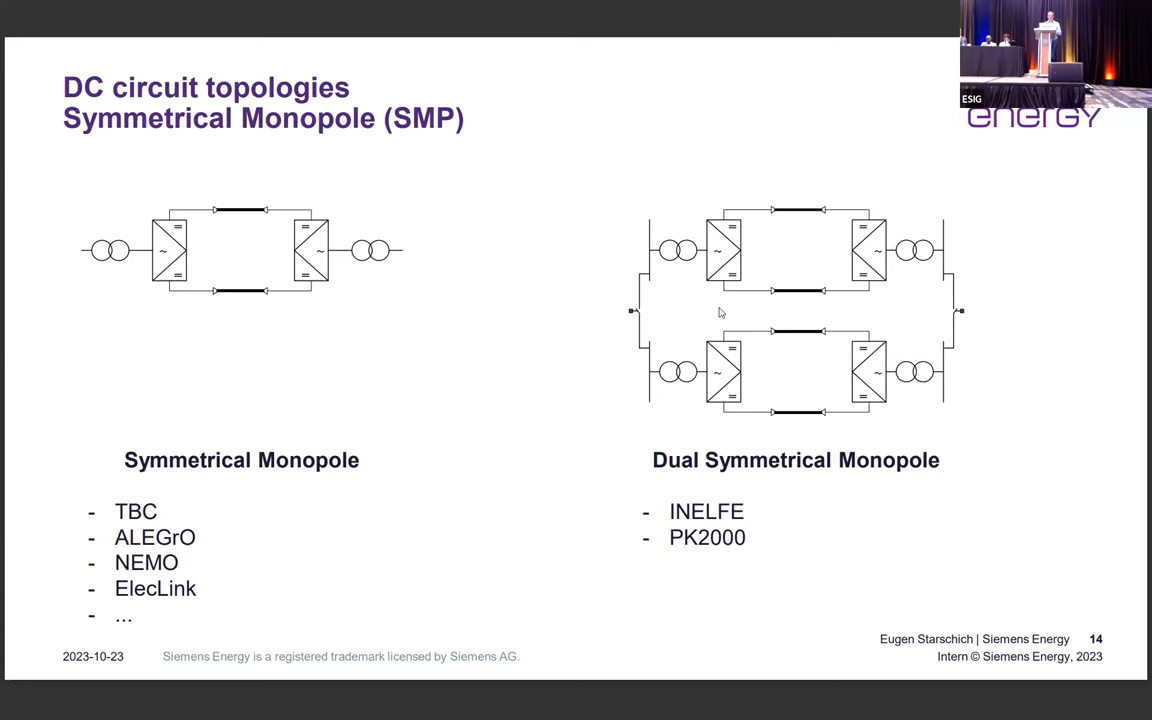 DC circuit topologies
Symmetrical Monopole (SMP)
ESIG
energy
=
=
~
=
=
~
=
=
~
=
=
~
=
=
~
=
=
~
Symmetrical Monopole
Dual Symmetrical Monopole
- TBC
- ALEGrO
- NEMO
- ElecLink
- ...
- INELFE
- PK2000
Eugen Starschich | Siemens Energy 14
2023-10-23 Siemens Energy is a registered trademark licensed by Siemens AG.
Intern © Siemens Energy, 2023